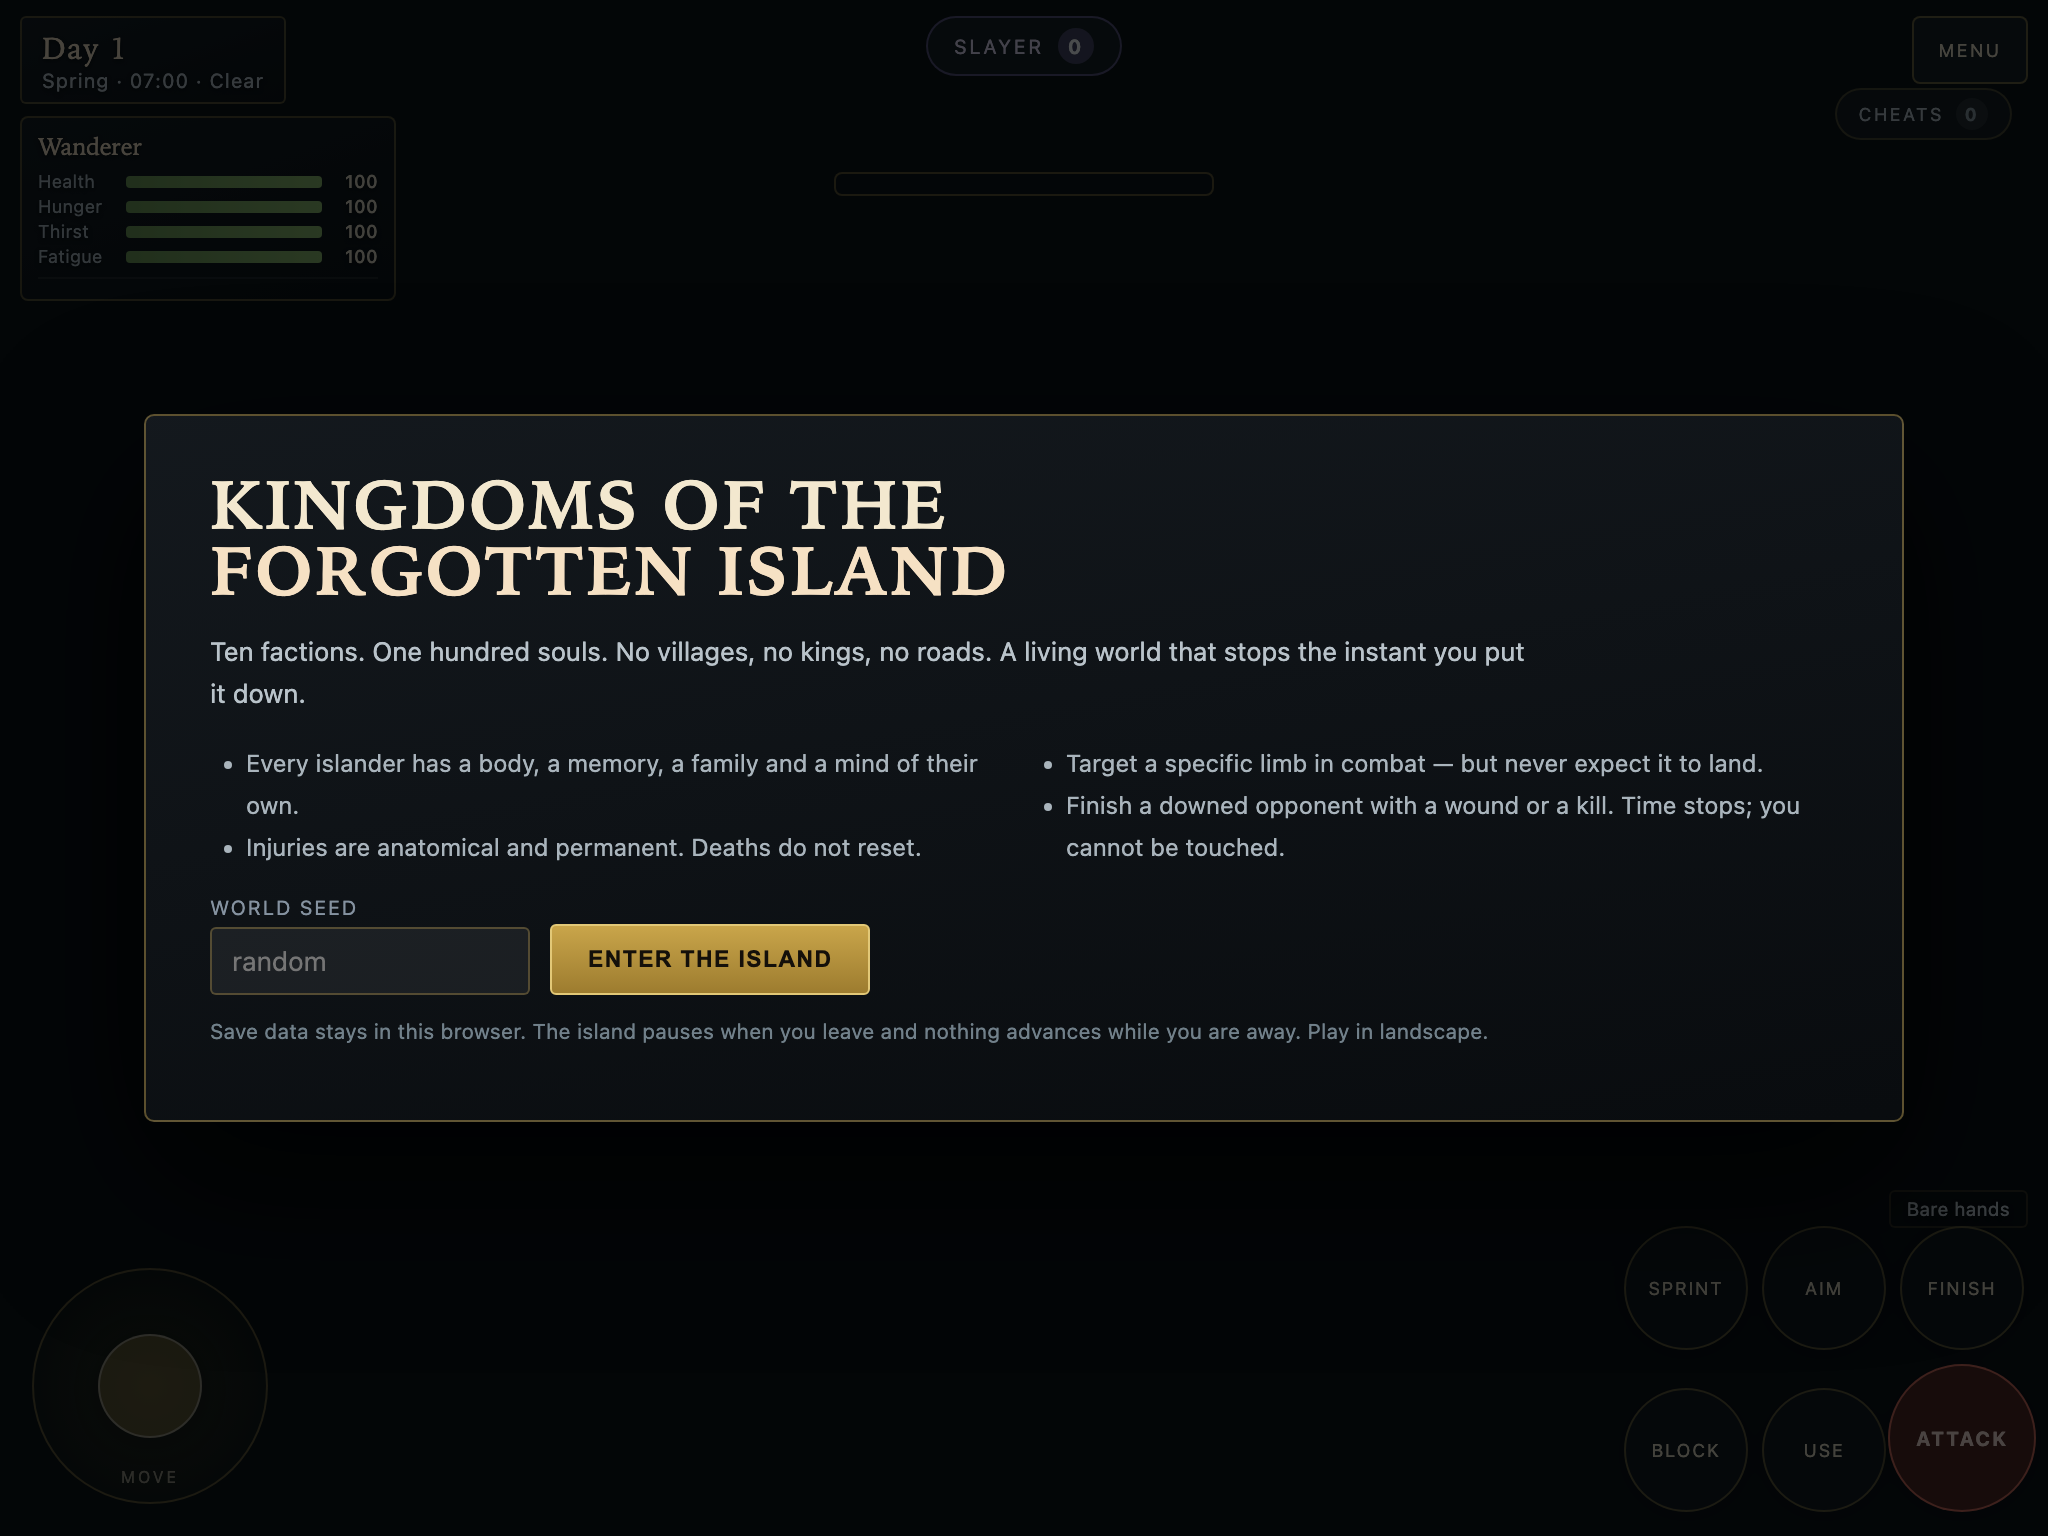 Day 1
Spring · 07:00 · Clear
SLAYER 0
MENU
CHEATS 0
Wanderer
Health 100
Hunger 100
Thirst 100
Fatigue 100
KINGDOMS OF THE
FORGOTTEN ISLAND
Ten factions. One hundred souls. No villages, no kings, no roads. A living world that stops the instant you put
it down.
• Every islander has a body, a memory, a family and a mind of their
own.
• Injuries are anatomical and permanent. Deaths do not reset.
• Target a specific limb in combat — but never expect it to land.
• Finish a downed opponent with a wound or a kill. Time stops; you
cannot be touched.
WORLD SEED
random
ENTER THE ISLAND
Save data stays in this browser. The island pauses when you leave and nothing advances while you are away. Play in landscape.
Bare hands
SPRINT
AIM
FINISH
MOVE
BLOCK
USE
ATTACK